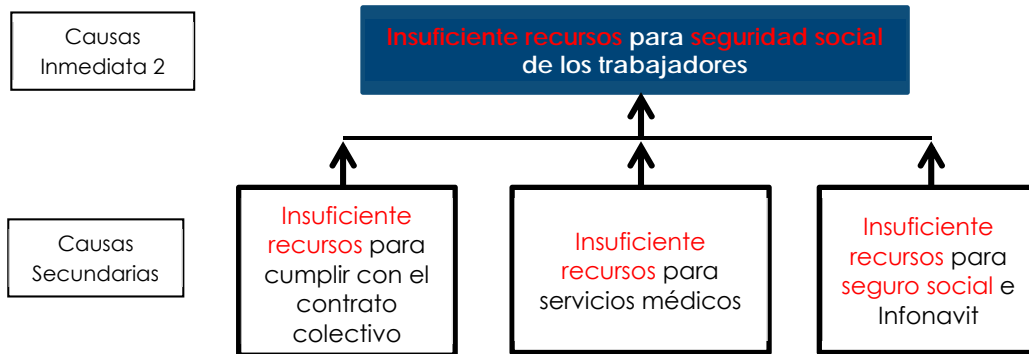 Causas
Inmediata 2
Insuficiente recursos para seguridad social
de los trabajadores
Causas
Secundarias
Insuficiente
recursos para
cumplir con el
contrato
colectivo
Insuficiente
recursos para
servicios médicos
Insuficiente
recursos para
seguro social e
Infonavit